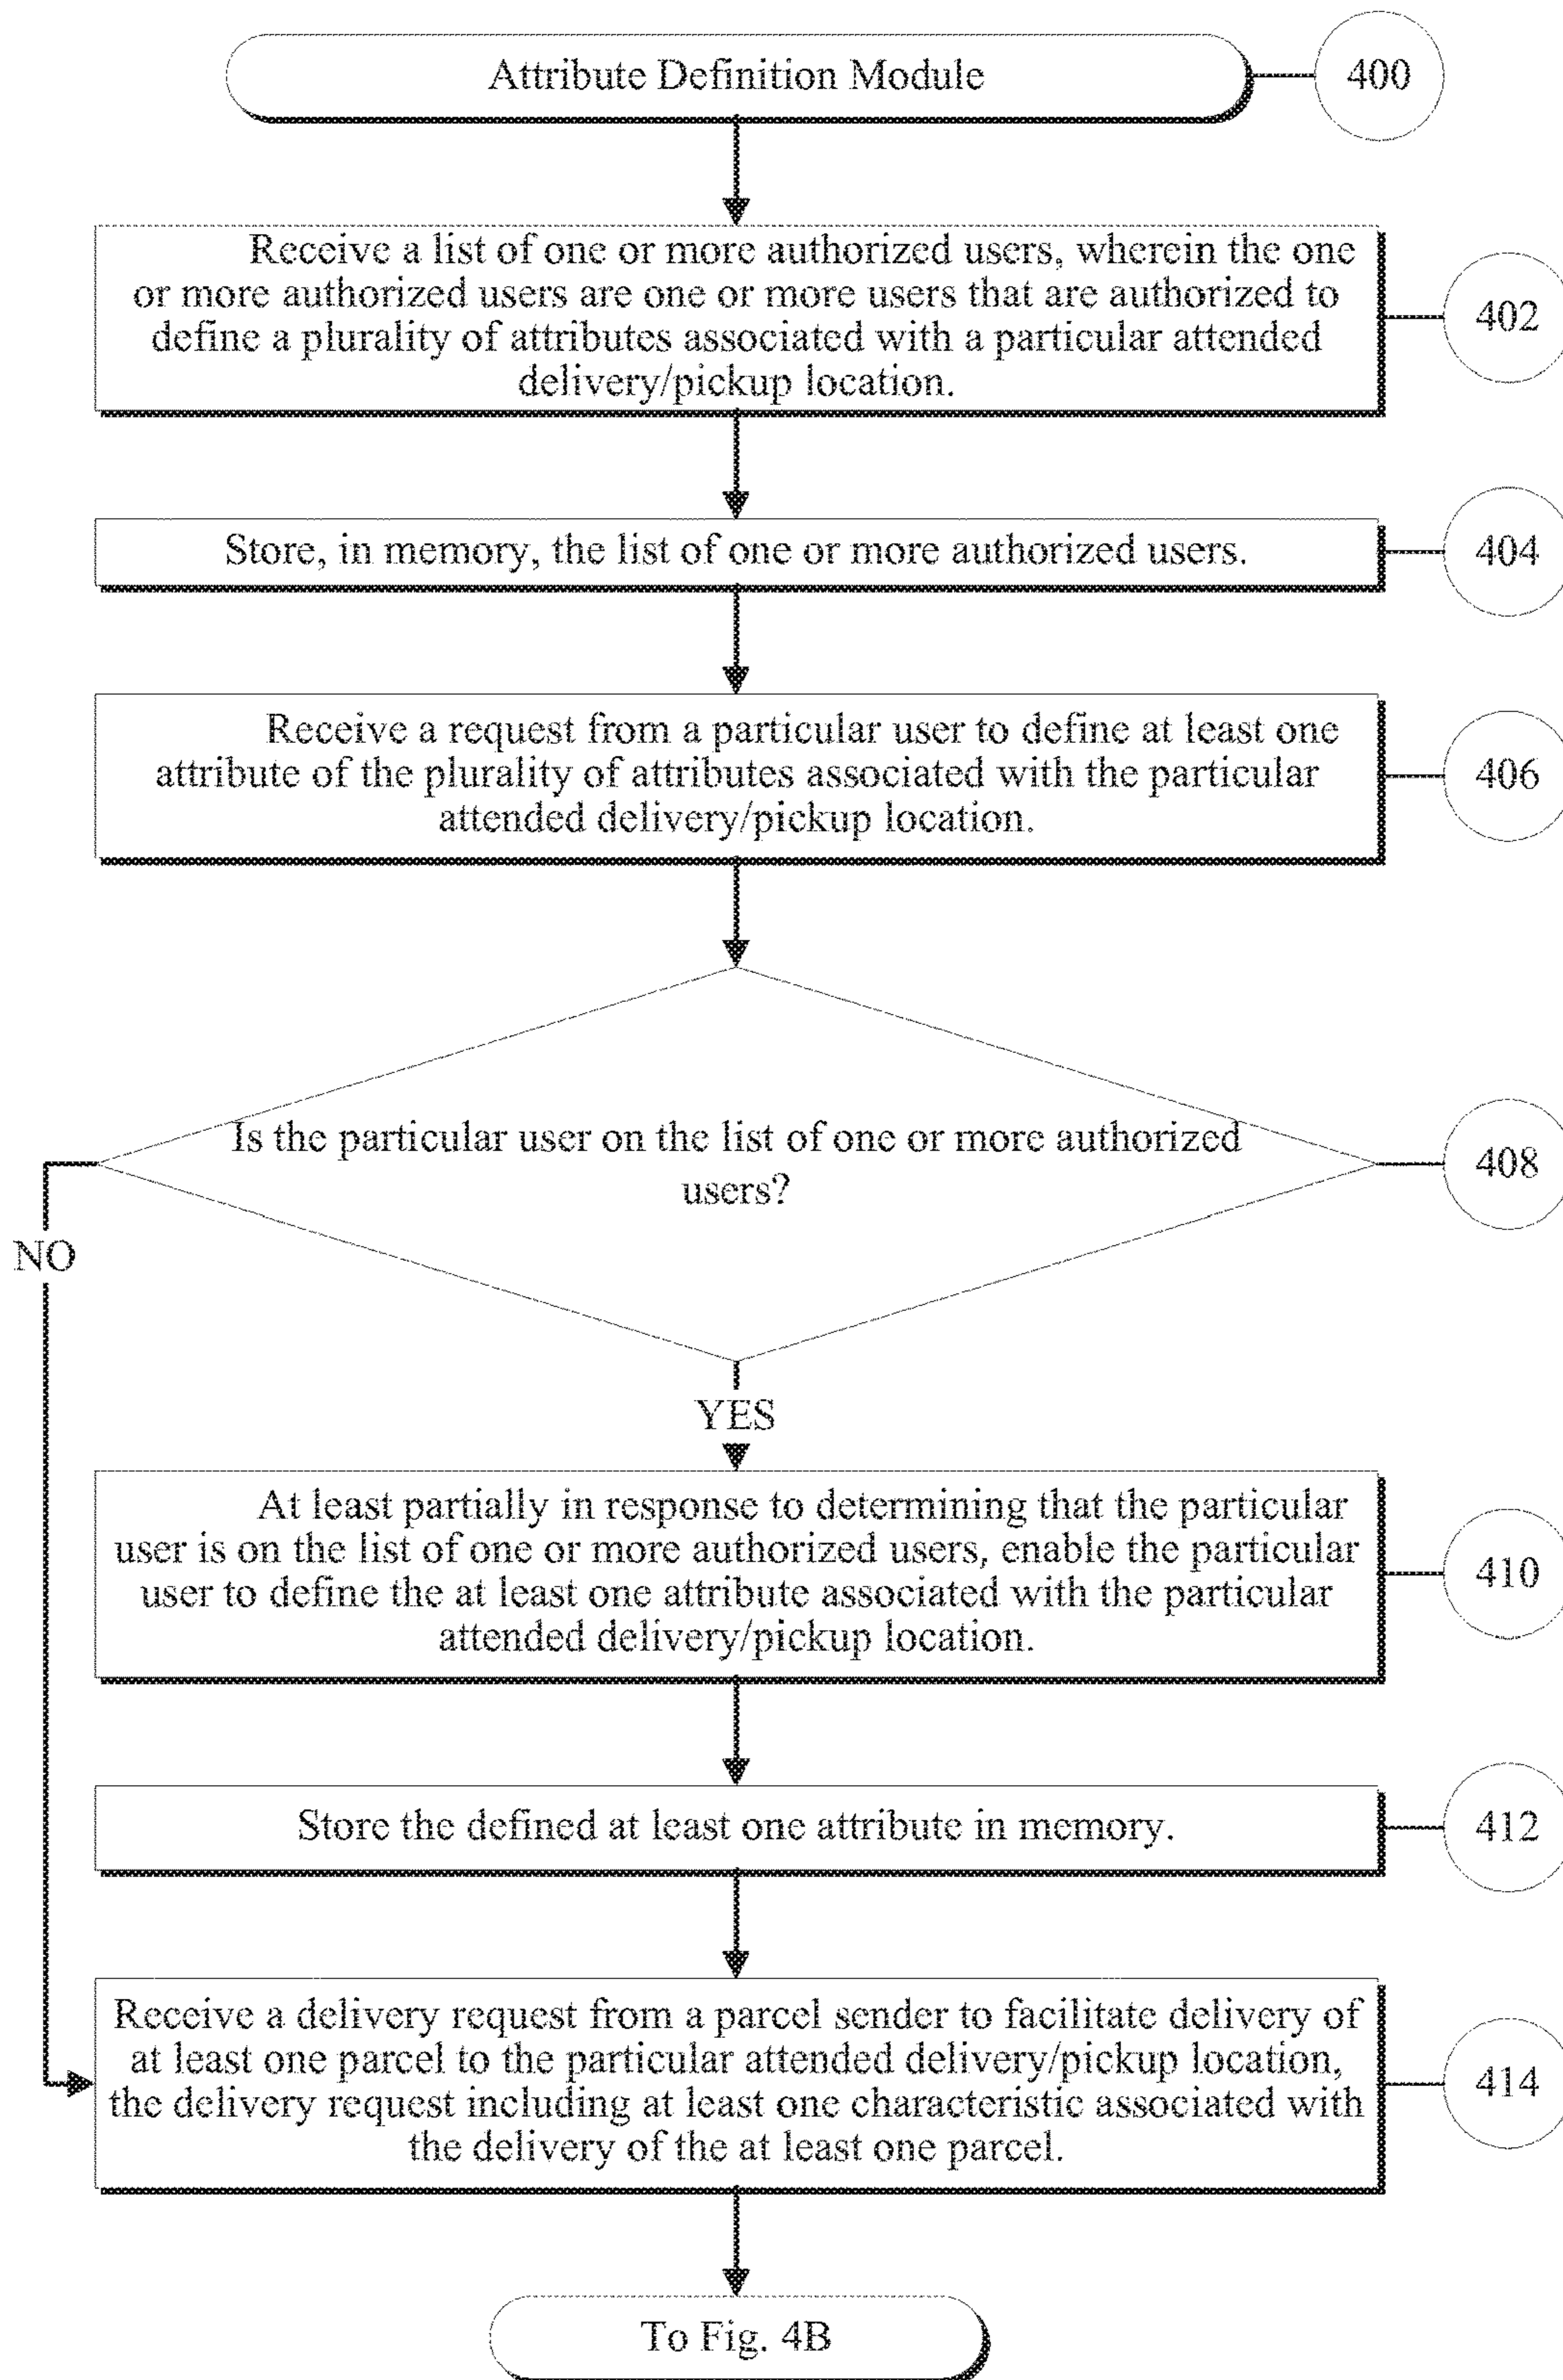 Attribute Definition Module
400
Receive a list of one or more authorized users, wherein the one
or more authorized users are one or more users that are authorized to
define a plurality of attributes associated with a particular attended
delivery/pickup location.
402
Store, in memory, the list of one or more authorized users.
404
Receive a request from a particular user to define at least one
attribute of the plurality of attributes associated with the particular
attended delivery/pickup location.
406
Is the particular user on the list of one or more authorized
users?
408
NO
YES
At least partially in response to determining that the particular
user is on the list of one or more authorized users, enable the particular
user to define the at least one attribute associated with the particular
attended delivery/pickup location.
410
Store the defined at least one attribute in memory.
412
Receive a delivery request from a parcel sender to facilitate delivery of
at least one parcel to the particular attended delivery/pickup location,
the delivery request including at least one characteristic associated with
the delivery of the at least one parcel.
414
To Fig. 4B